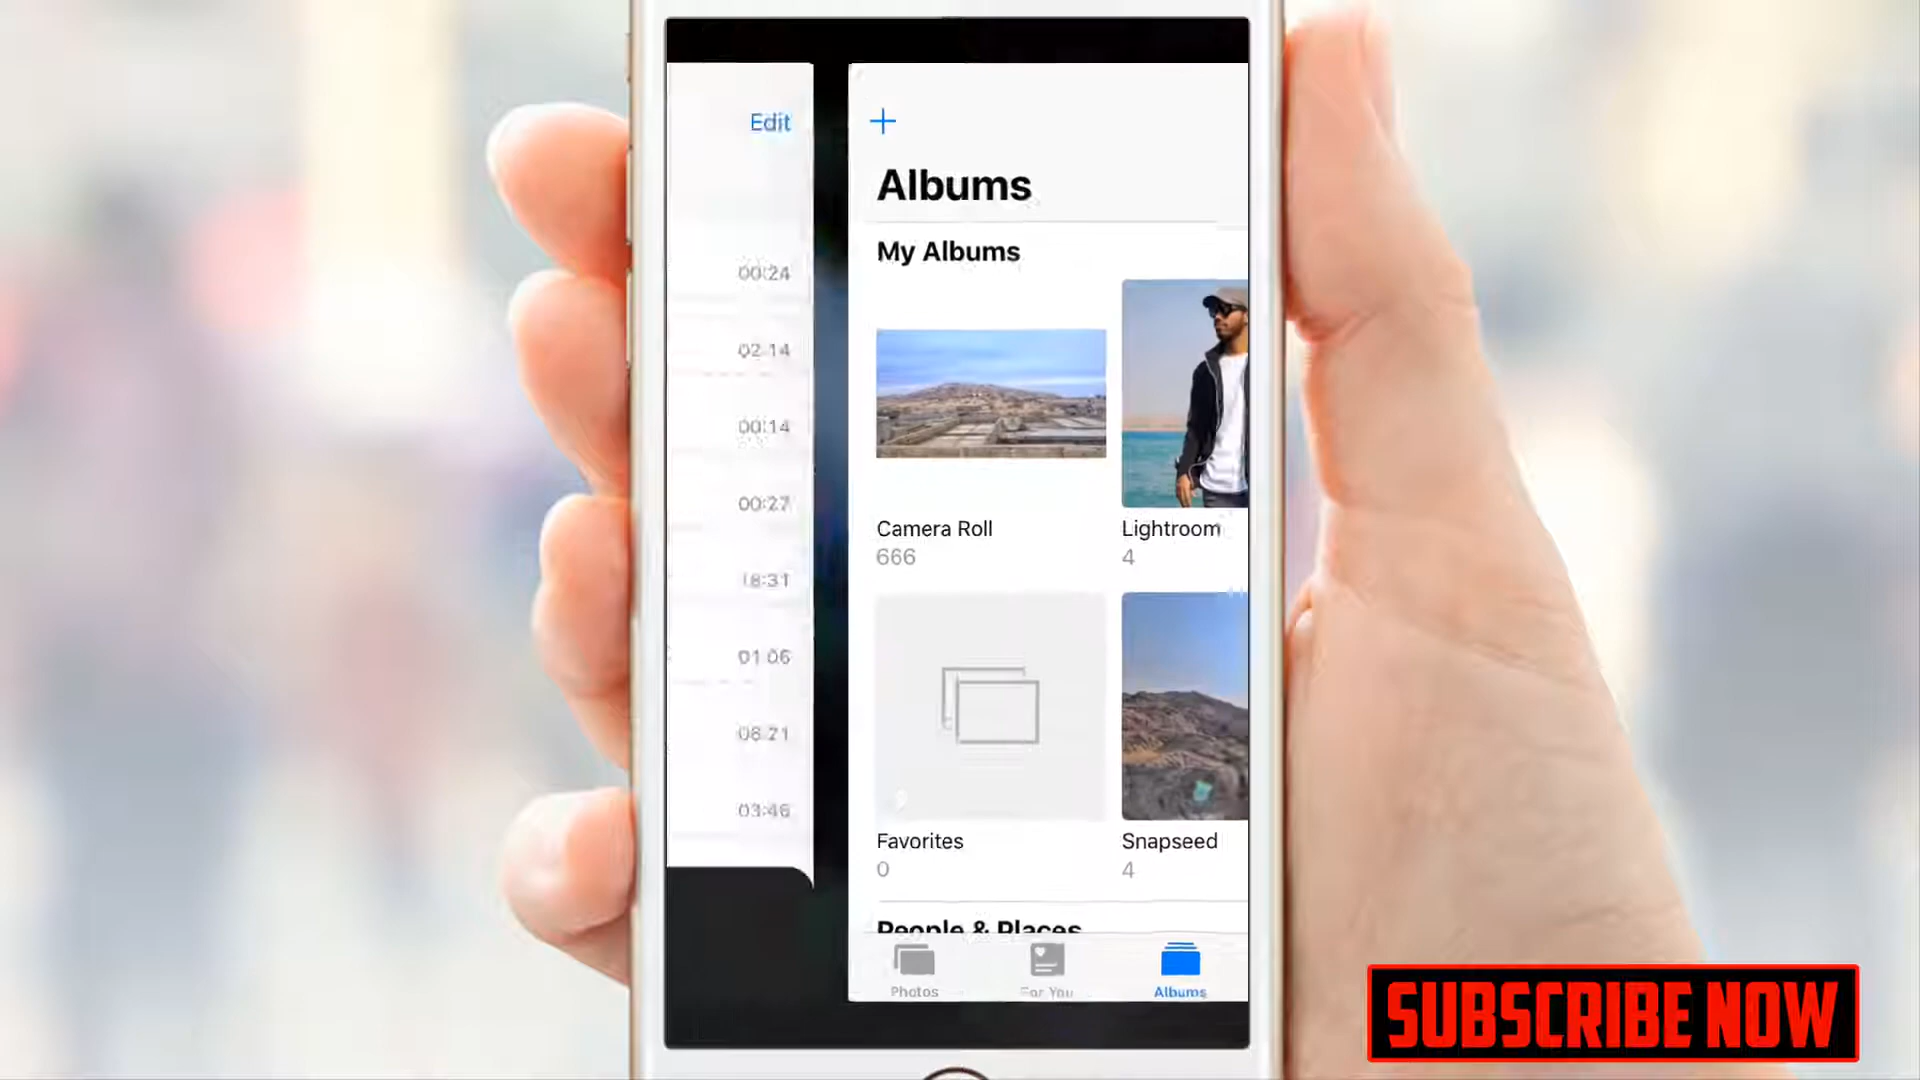 Edit
00:24
02:14
00:14
00:27
18:31
01:06
08:21
03:46
Albums
My Albums
Camera Roll
666
Lightroom
4
Favorites
0
Snapseed
4
People & Places
Photos
For You
Albums
SUBSCRIBE NOW